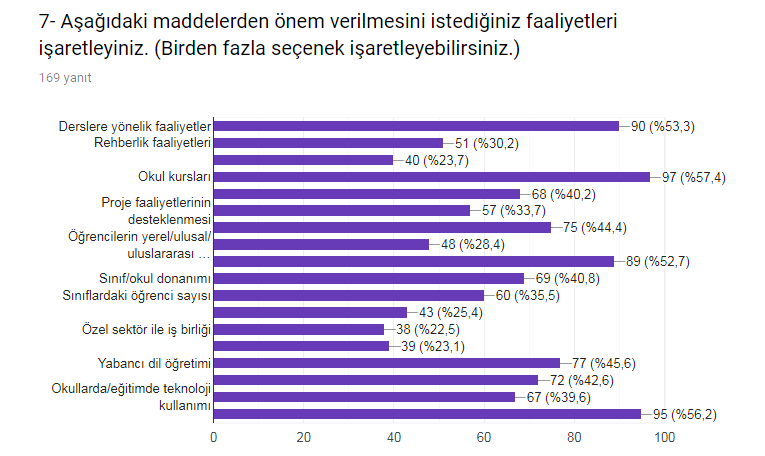 7- Aşağıdaki maddelerden önem verilmesini istediğiniz faaliyetleri
işaretleyiniz. (Birden fazla seçenek işaretleyebilirsiniz.)
169 yanıt
Derslere yönelik faaliyetler 90 (%53,3)
Rehberlik faaliyetleri 51 (%30,2)
40 (%23,7)
Okul kursları 97 (%57,4)
68 (%40,2)
Proje faaliyetlerinin
desteklenmesi
57 (%33,7)
75 (%44,4)
Öğrencilerin yerel/ulusal/
uluslararası …
48 (%28,4)
89 (%52,7)
Sınıf/okul donanımı 69 (%40,8)
Sınıflardaki öğrenci sayısı 60 (%35,5)
43 (%25,4)
Özel sektör ile iş birliği 38 (%22,5)
39 (%23,1)
Yabancı dil öğretimi 77 (%45,6)
72 (%42,6)
Okullarda/eğitimde teknoloji
kullanımı
67 (%39,6)
95 (%56,2)
0 20 40 60 80 100